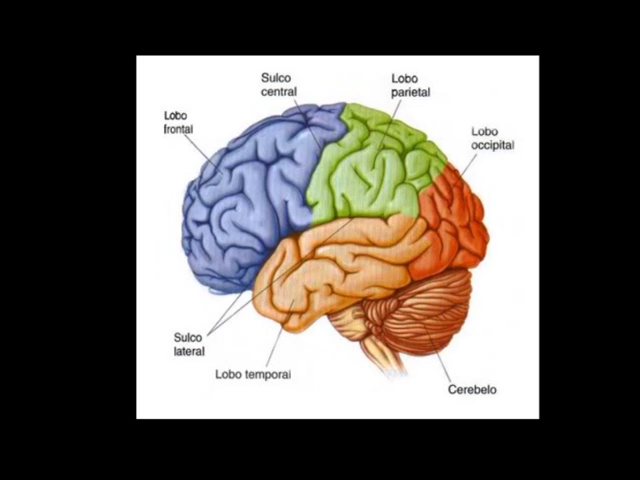 Sulco
central
Lobo
parietal
Lobo
frontal
Lobo
occipital
Sulco
lateral
Lobo temporal
Cerebelo